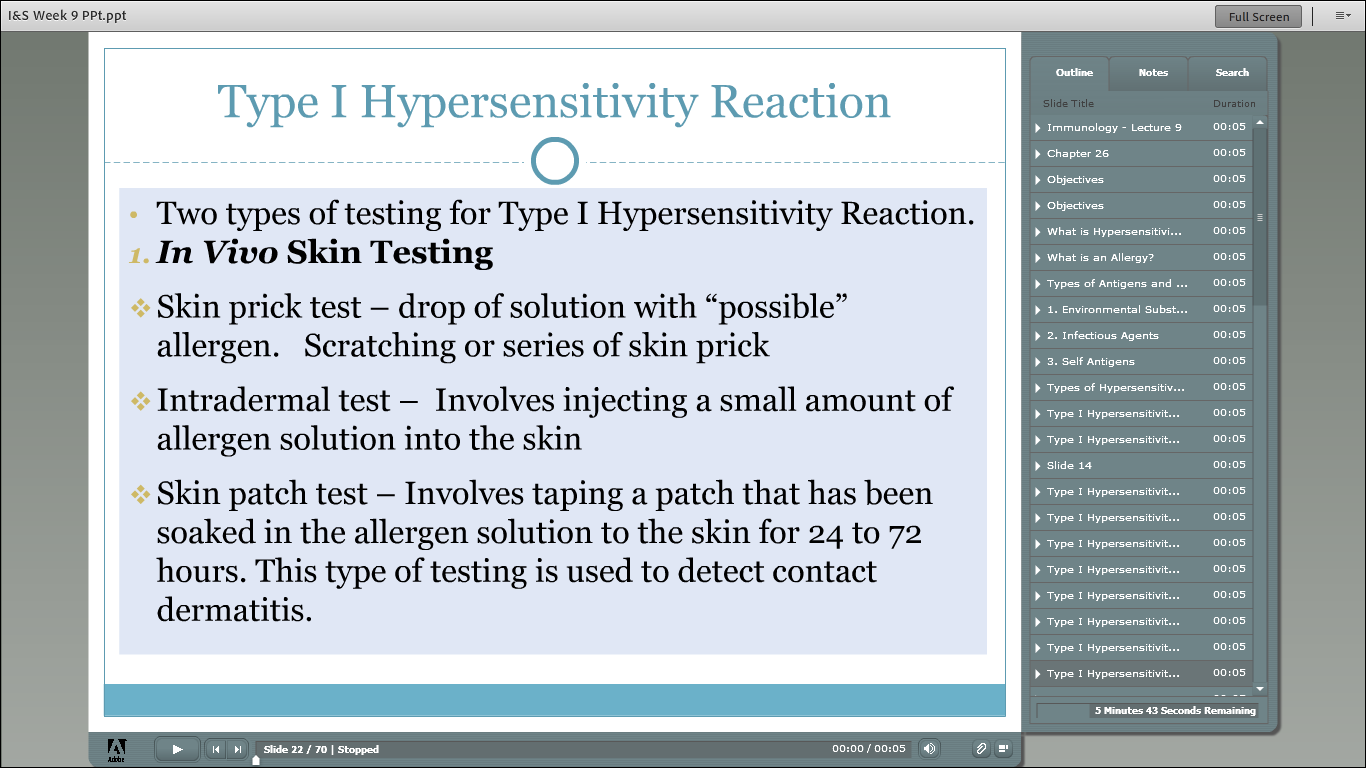 I&S Week 9 PPt.ppt
Full Screen
Type I Hypersensitivity Reaction
• Two types of testing for Type I Hypersensitivity Reaction.
1. In Vivo Skin Testing
❖ Skin prick test – drop of solution with “possible”
allergen. Scratching or series of skin prick
❖ Intradermal test – Involves injecting a small amount of
allergen solution into the skin
❖ Skin patch test – Involves taping a patch that has been
soaked in the allergen solution to the skin for 24 to 72
hours. This type of testing is used to detect contact
dermatitis.
Outline Notes Search
Slide Title Duration
Immunology - Lecture 9 00:05
Chapter 26 00:05
Objectives 00:05
Objectives 00:05
What is Hypersensitivi... 00:05
What is an Allergy? 00:05
Types of Antigens and ... 00:05
1. Environmental Subst... 00:05
2. Infectious Agents 00:05
3. Self Antigens 00:05
Types of Hypersensitiv... 00:05
Type I Hypersensitivit... 00:05
Type I Hypersensitivit... 00:05
Slide 14 00:05
Type I Hypersensitivit... 00:05
Type I Hypersensitivit... 00:05
Type I Hypersensitivit... 00:05
Type I Hypersensitivit... 00:05
Type I Hypersensitivit... 00:05
Type I Hypersensitivit... 00:05
Type I Hypersensitivit... 00:05
Type I Hypersensitivit... 00:05
5 Minutes 43 Seconds Remaining
Adobe
Slide 22 / 70 | Stopped
00:00 / 00:05